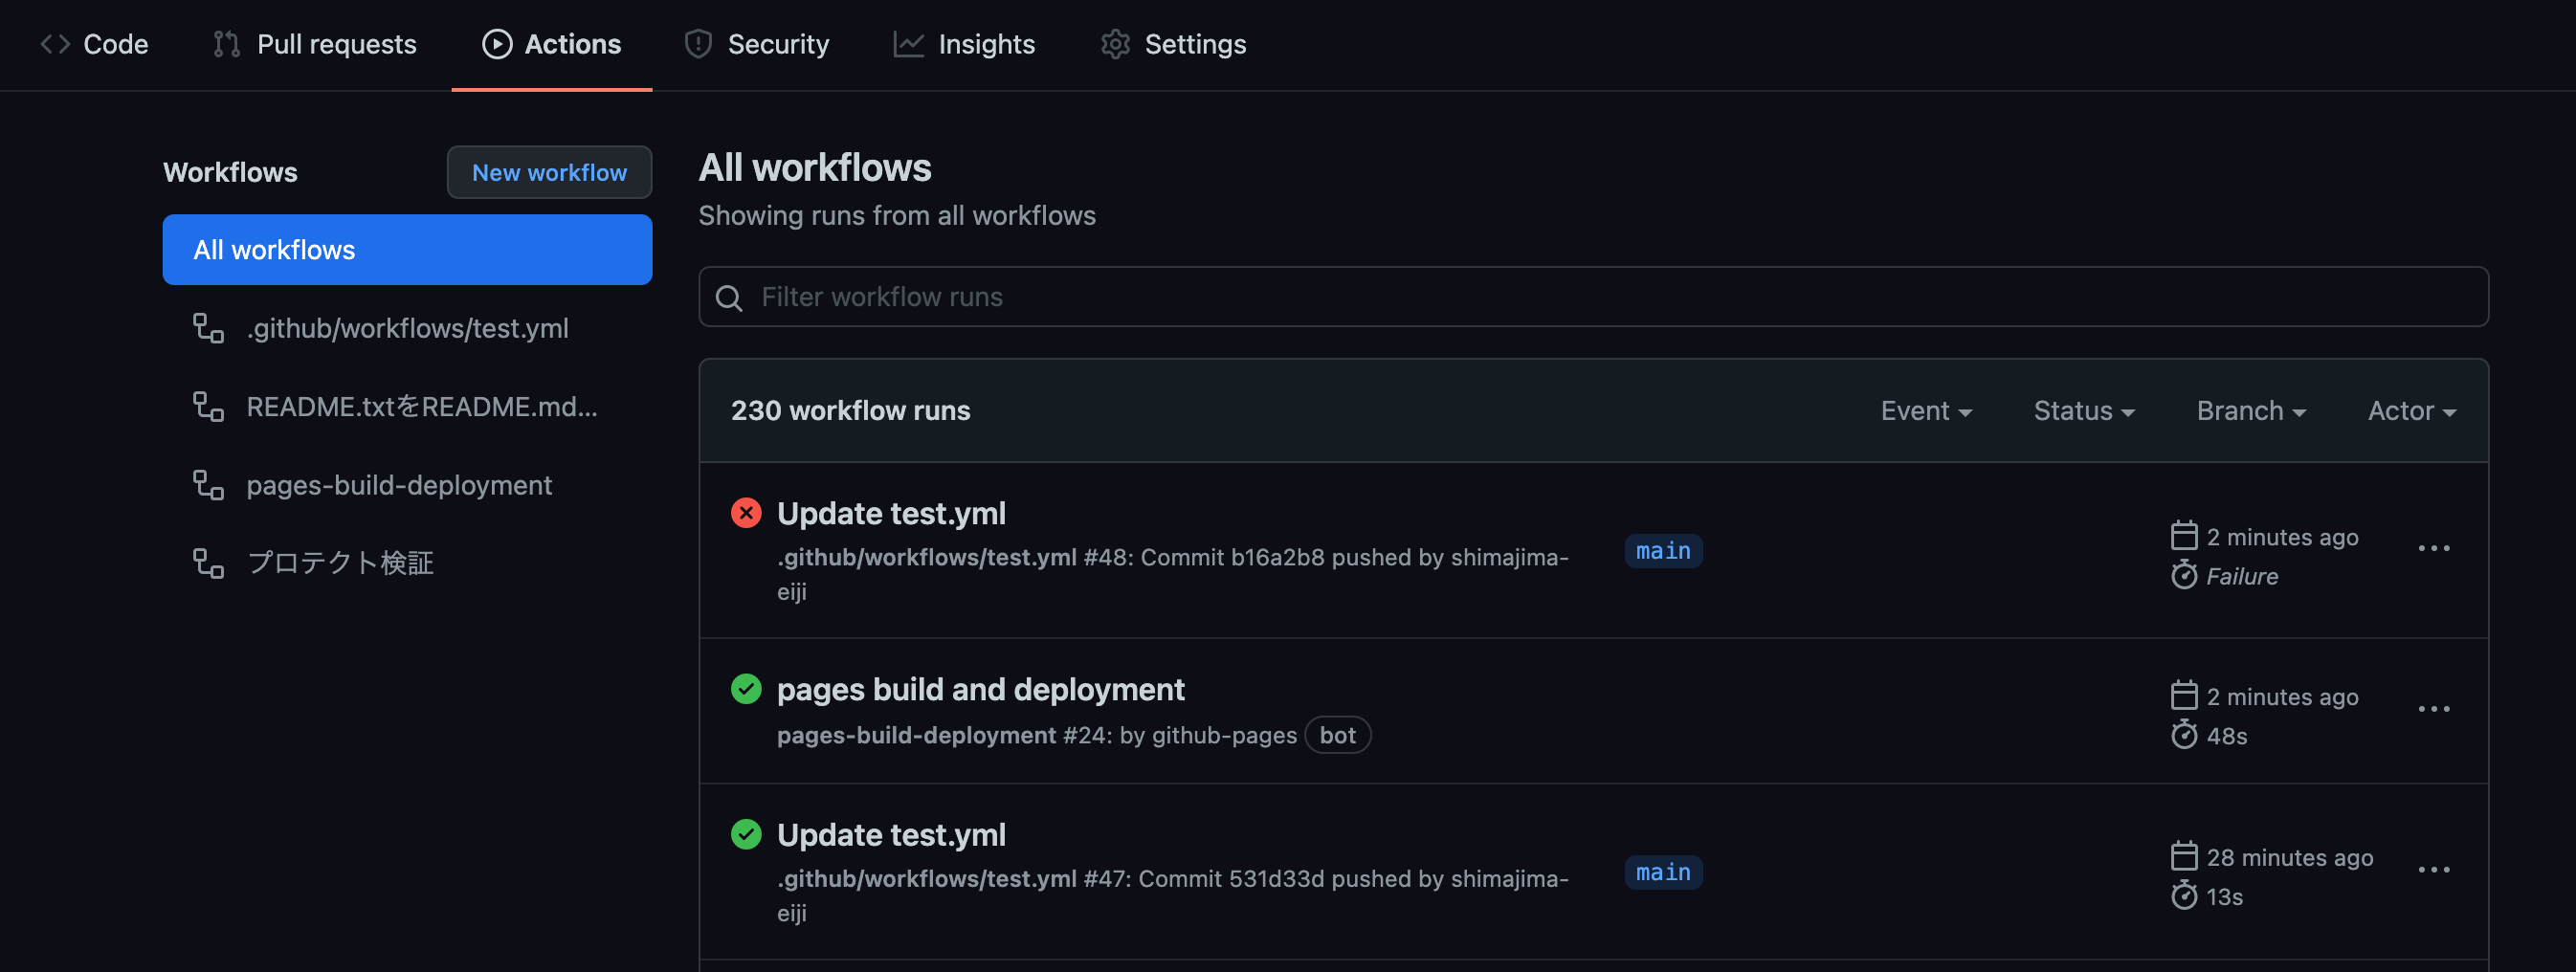 Code Pull requests Actions Security Insights Settings
Workflows
New workflow
All workflows
.github/workflows/test.yml
README.txtをREADME.md...
pages-build-deployment
プロテクト検証
All workflows
Showing runs from all workflows
Filter workflow runs
230 workflow runs
Event Status Branch Actor
Update test.yml
.github/workflows/test.yml #48: Commit b16a2b8 pushed by shimajima-
eiji
main
2 minutes ago
Failure
pages build and deployment
pages-build-deployment #24: by github-pages bot
2 minutes ago
48s
Update test.yml
.github/workflows/test.yml #47: Commit 531d33d pushed by shimajima-
eiji
main
28 minutes ago
13s